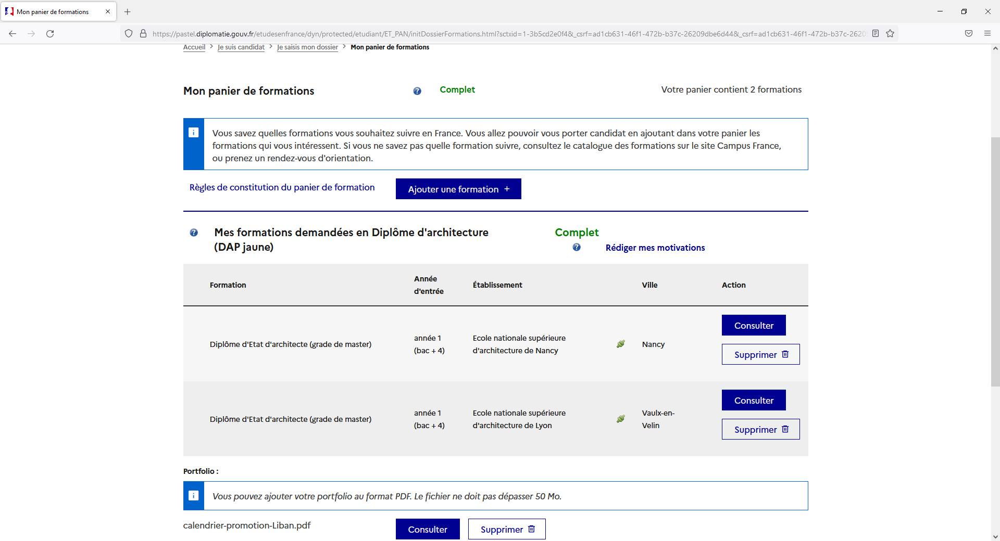 Mon panier de formations
https://pastel.diplomatie.gouv.fr/etudesenfrance/dyn/protected/etudiant/ET_PAN/initDossierFormations.html?sctxid=1-3b5cd2e0f4&_csrf=ad1cb631-46f1-472b-b37c-26209dbe6d44&_csrf=ad1cb631-46f1-472b-b37c-2620
Accueil > Je suis candidat > Je saisis mon dossier > Mon panier de formations
Mon panier de formations ? Complet Votre panier contient 2 formations
Vous savez quelles formations vous souhaitez suivre en France. Vous allez pouvoir vous porter candidat en ajoutant dans votre panier les
formations qui vous intéressent. Si vous ne savez pas quelle formation suivre, consultez le catalogue des formations sur le site Campus France,
ou prenez un rendez-vous d'orientation.
Règles de constitution du panier de formation Ajouter une formation +
? Mes formations demandées en Diplôme d'architecture Complet
(DAP jaune) ? Rédiger mes motivations
Formation Année d'entrée Établissement Ville Action
Diplôme d'Etat d'architecte (grade de master)
année 1
(bac + 4)
Ecole nationale supérieure
d'architecture de Nancy
Nancy
Consulter
Supprimer
Diplôme d'Etat d'architecte (grade de master)
année 1
(bac + 4)
Ecole nationale supérieure
d'architecture de Lyon
Vaulx-en-
Velin
Consulter
Supprimer
Portfolio :
Vous pouvez ajouter votre portfolio au format PDF. Le fichier ne doit pas dépasser 50 Mo.
calendrier-promotion-Liban.pdf Consulter Supprimer